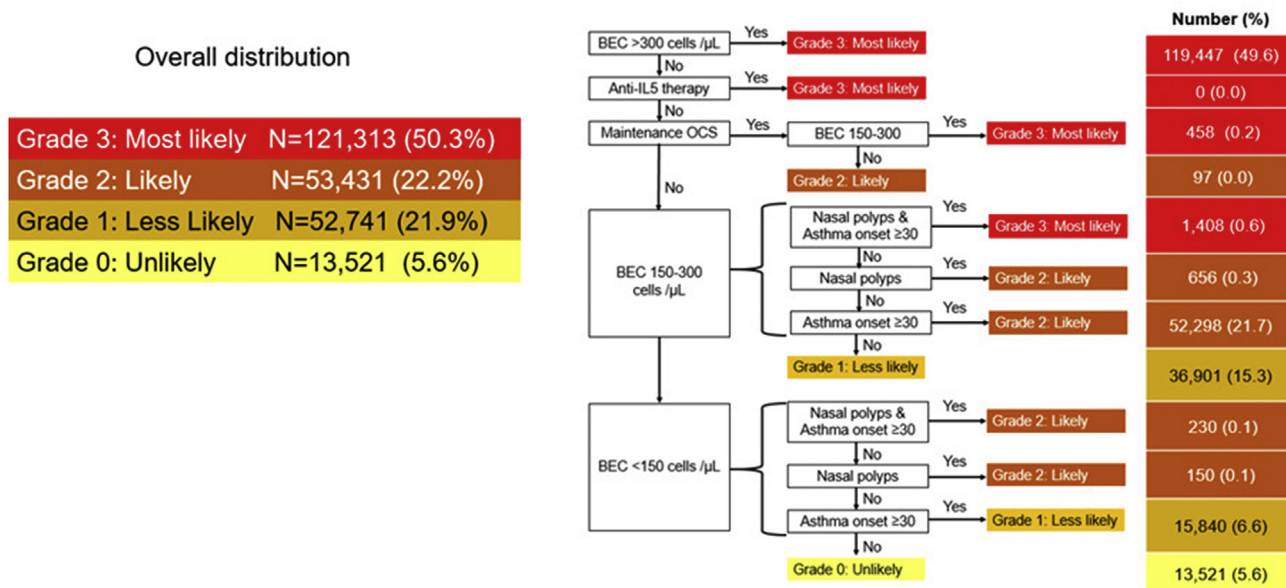 Overall distribution
Grade 3: Most likely N=121,313 (50.3%)
Grade 2: Likely N=53,431 (22.2%)
Grade 1: Less Likely N=52,741 (21.9%)
Grade 0: Unlikely N=13,521 (5.6%)
Number (%)
BEC >300 cells /µL
Yes
Grade 3: Most likely
119,447 (49.6)
No
Anti-IL5 therapy
Yes
Grade 3: Most likely
0 (0.0)
No
Maintenance OCS
Yes
BEC 150-300
Yes
Grade 3: Most likely
458 (0.2)
No
Grade 2: Likely
97 (0.0)
No
BEC 150-300
cells /µL
Nasal polyps &
Asthma onset ≥30
Yes
Grade 3: Most likely
1,408 (0.6)
No
Nasal polyps
Yes
Grade 2: Likely
656 (0.3)
No
Asthma onset ≥30
Yes
Grade 2: Likely
52,298 (21.7)
No
Grade 1: Less likely
36,901 (15.3)
BEC <150 cells /µL
Nasal polyps &
Asthma onset ≥30
Yes
Grade 2: Likely
230 (0.1)
No
Nasal polyps
Yes
Grade 2: Likely
150 (0.1)
No
Asthma onset ≥30
Yes
Grade 1: Less likely
15,840 (6.6)
No
Grade 0: Unlikely
13,521 (5.6)